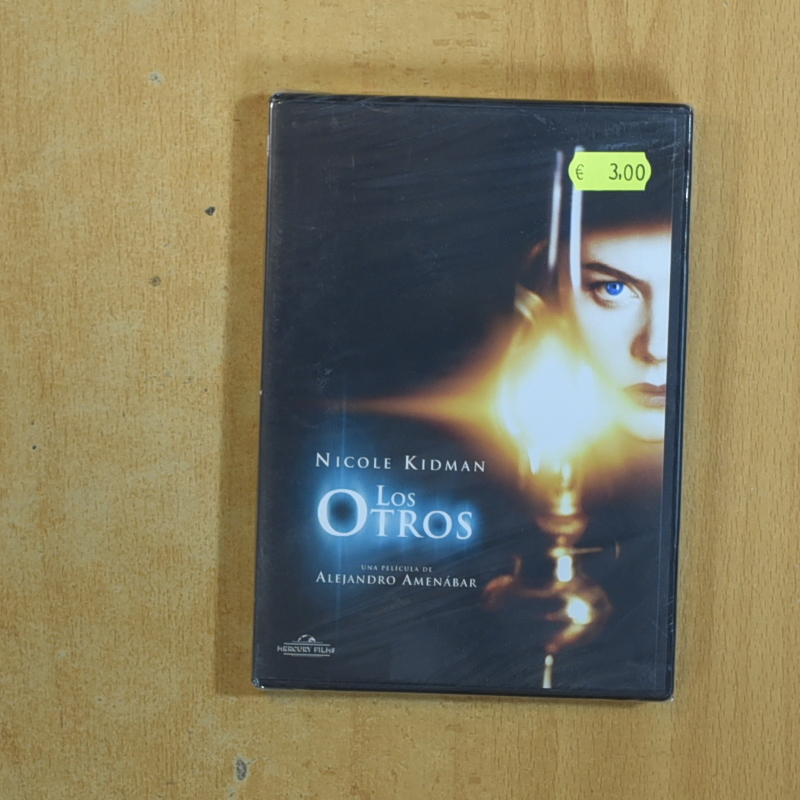 € 3,00
NICOLE KIDMAN
LOS
OTROS
UNA PELÍCULA DE
ALEJANDRO AMENÁBAR
MERCURY FILMS